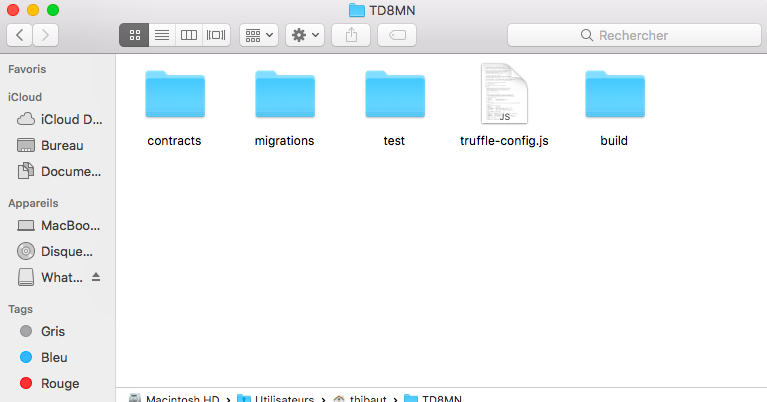 TD8MN
Rechercher
Favoris
iCloud
iCloud D...
Bureau
Docume...
Appareils
MacBoo...
Disque...
What...
Tags
Gris
Bleu
Rouge
contracts
migrations
test
JS
truffle-config.js
build
Macintosh HD › Utilisateurs › thibaut › TD8MN